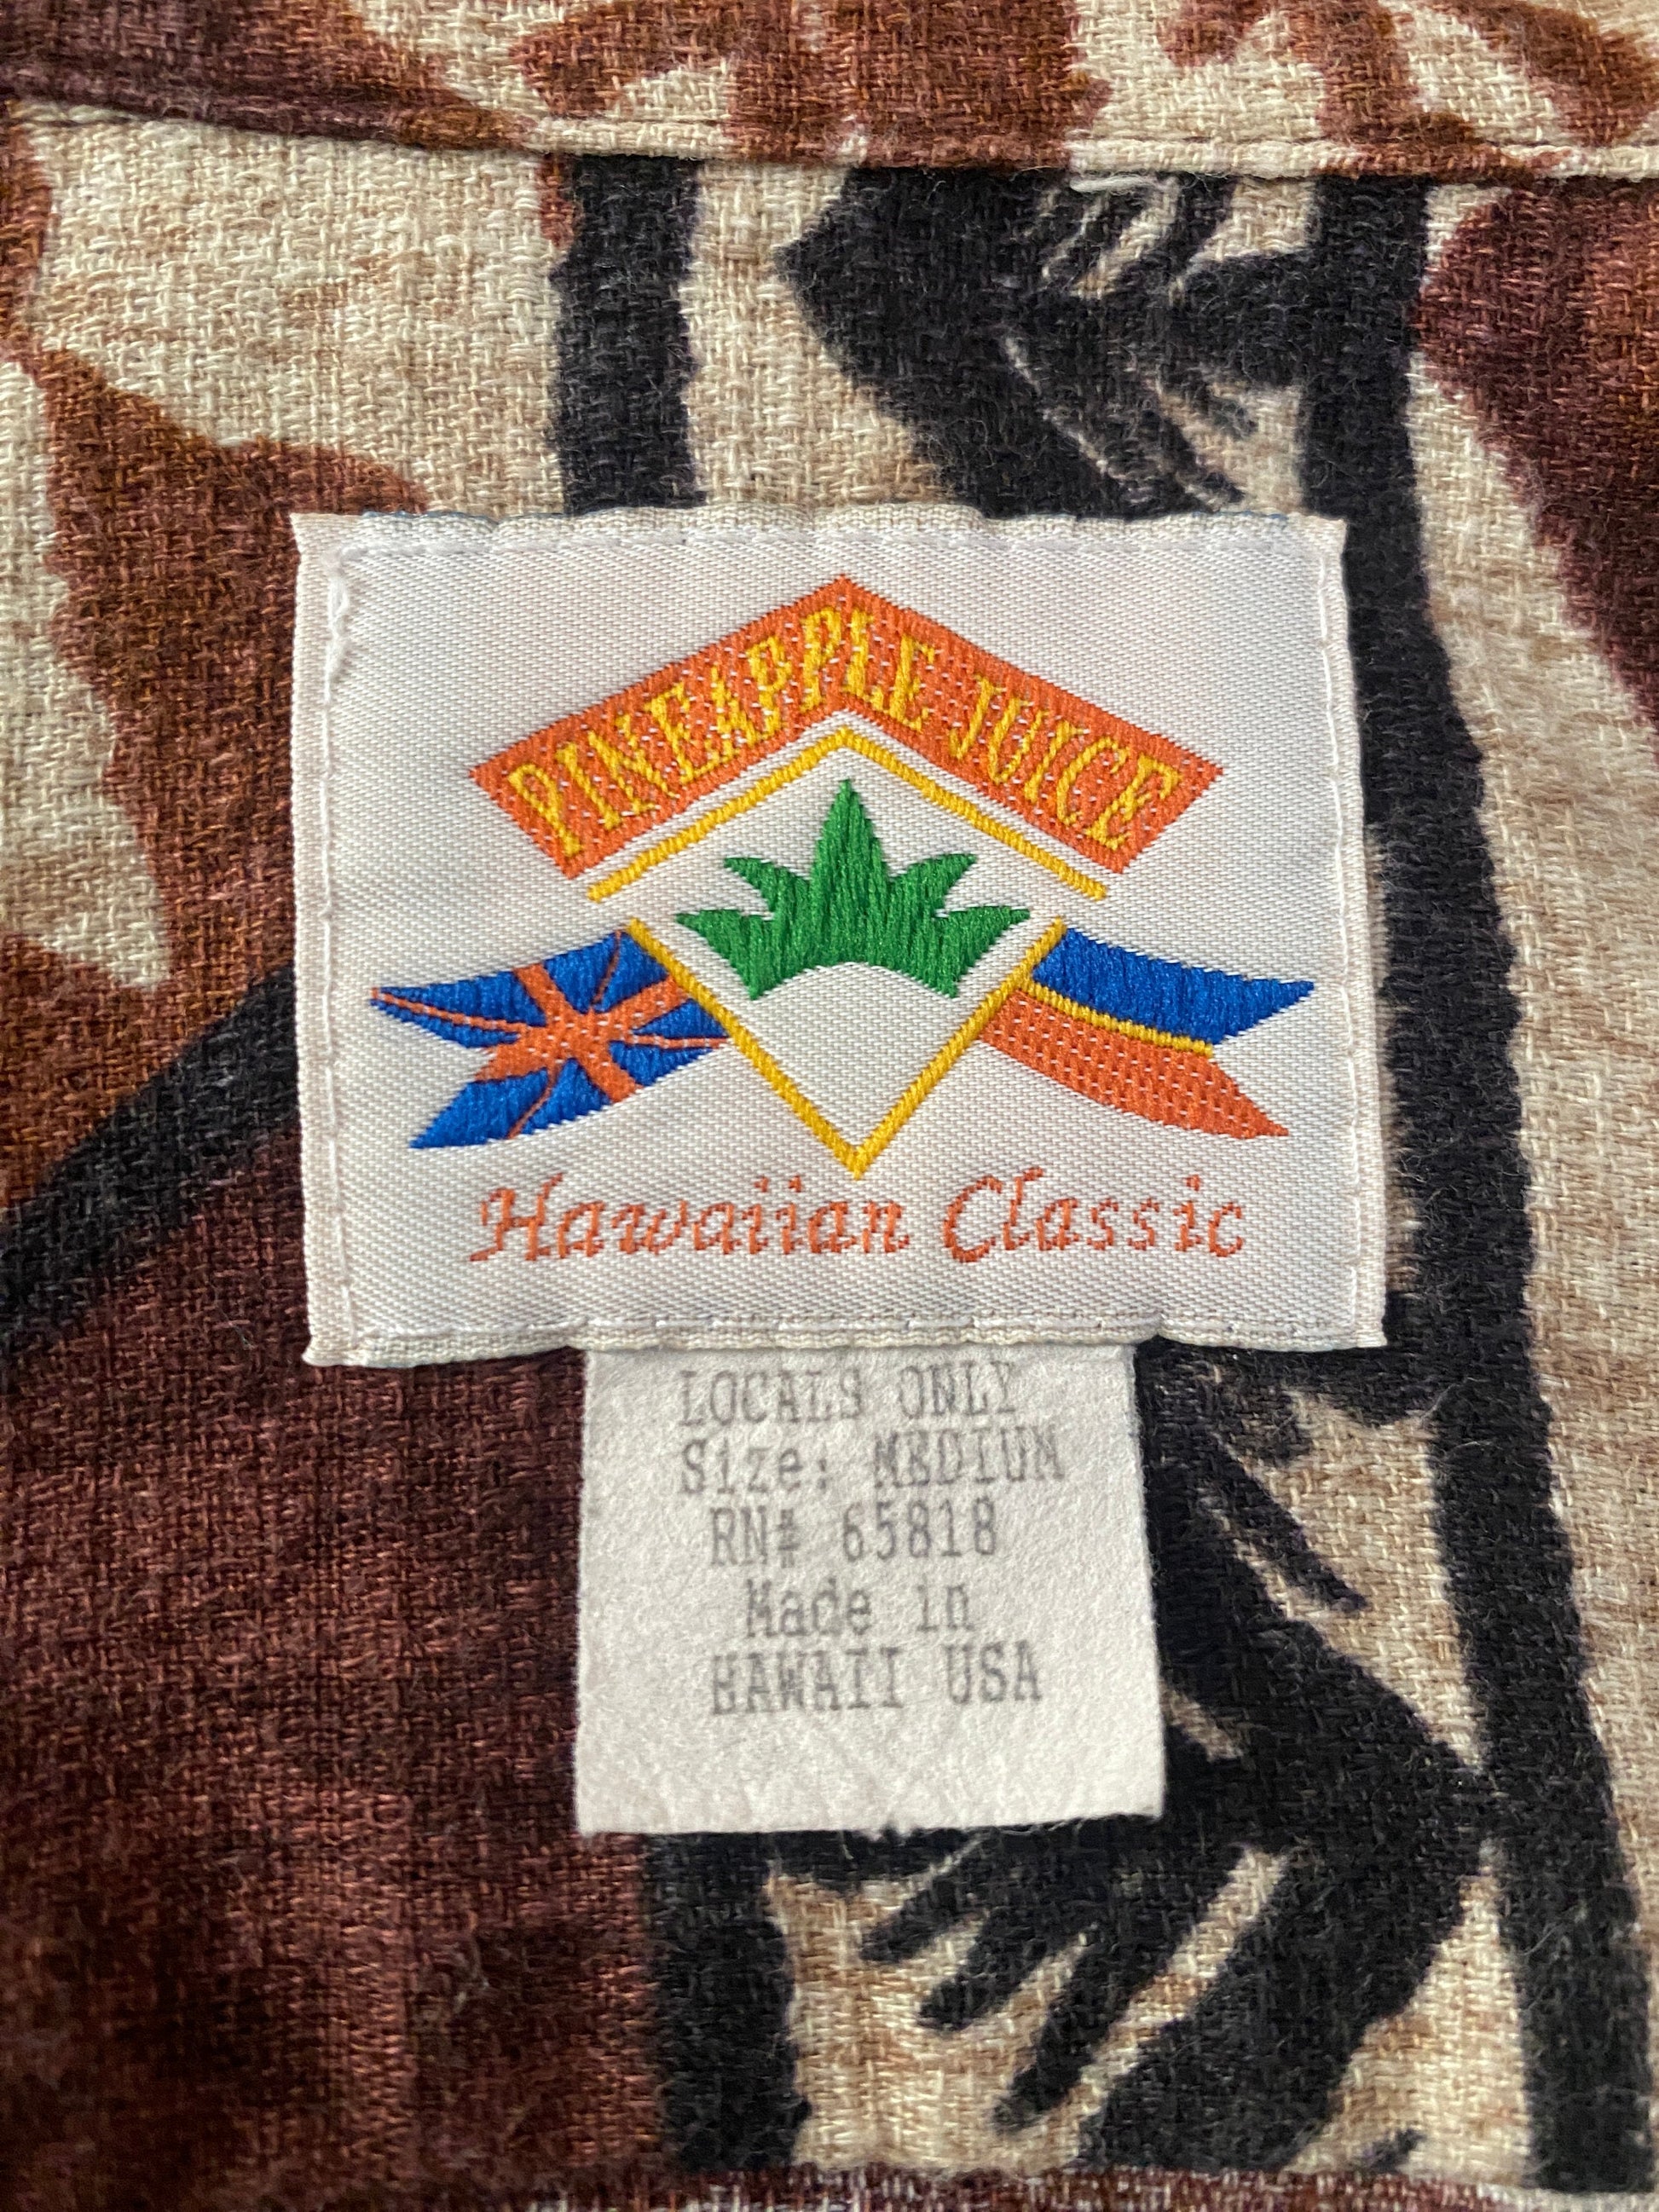 PINEAPPLE JUICE
Hawaiian Classic
LOCALS ONLY
Size: MEDIUM
RN# 65818
Made in
HAWAII USA